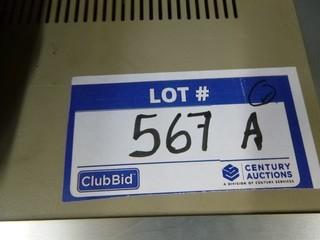 LOT #
567 A
ClubBid
CENTURY
AUCTIONS
A DIVISION OF CENTURY SERVICES